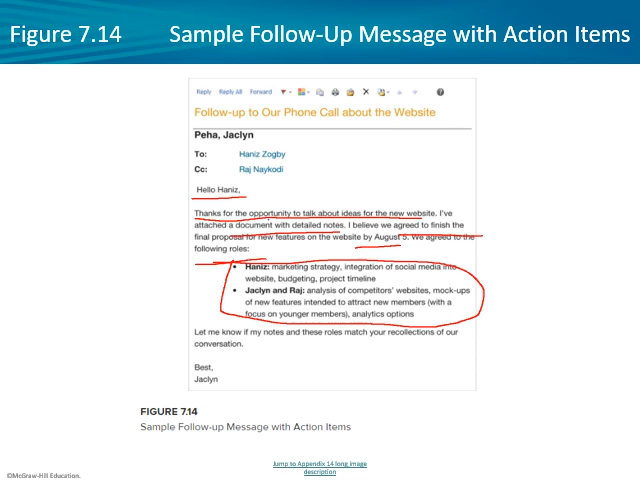 Figure 7.14 Sample Follow-Up Message with Action Items
Reply Reply All Forward
Follow-up to Our Phone Call about the Website
Peha, Jaclyn
To: Haniz Zogby
Cc: Raj Naykodi
Hello Haniz,
Thanks for the opportunity to talk about ideas for the new website. I've
attached a document with detailed notes. I believe we agreed to finish the
final proposal for new features on the website by August 5. We agreed to the
following roles:
• Haniz: marketing strategy, integration of social media into
website, budgeting, project timeline
• Jaclyn and Raj: analysis of competitors' websites, mock-ups
of new features intended to attract new members (with a
focus on younger members), analytics options
Let me know if my notes and these roles match your recollections of our
conversation.
Best,
Jaclyn
FIGURE 7.14
Sample Follow-up Message with Action Items
Jump to Appendix 14 long image
description
©McGraw-Hill Education.